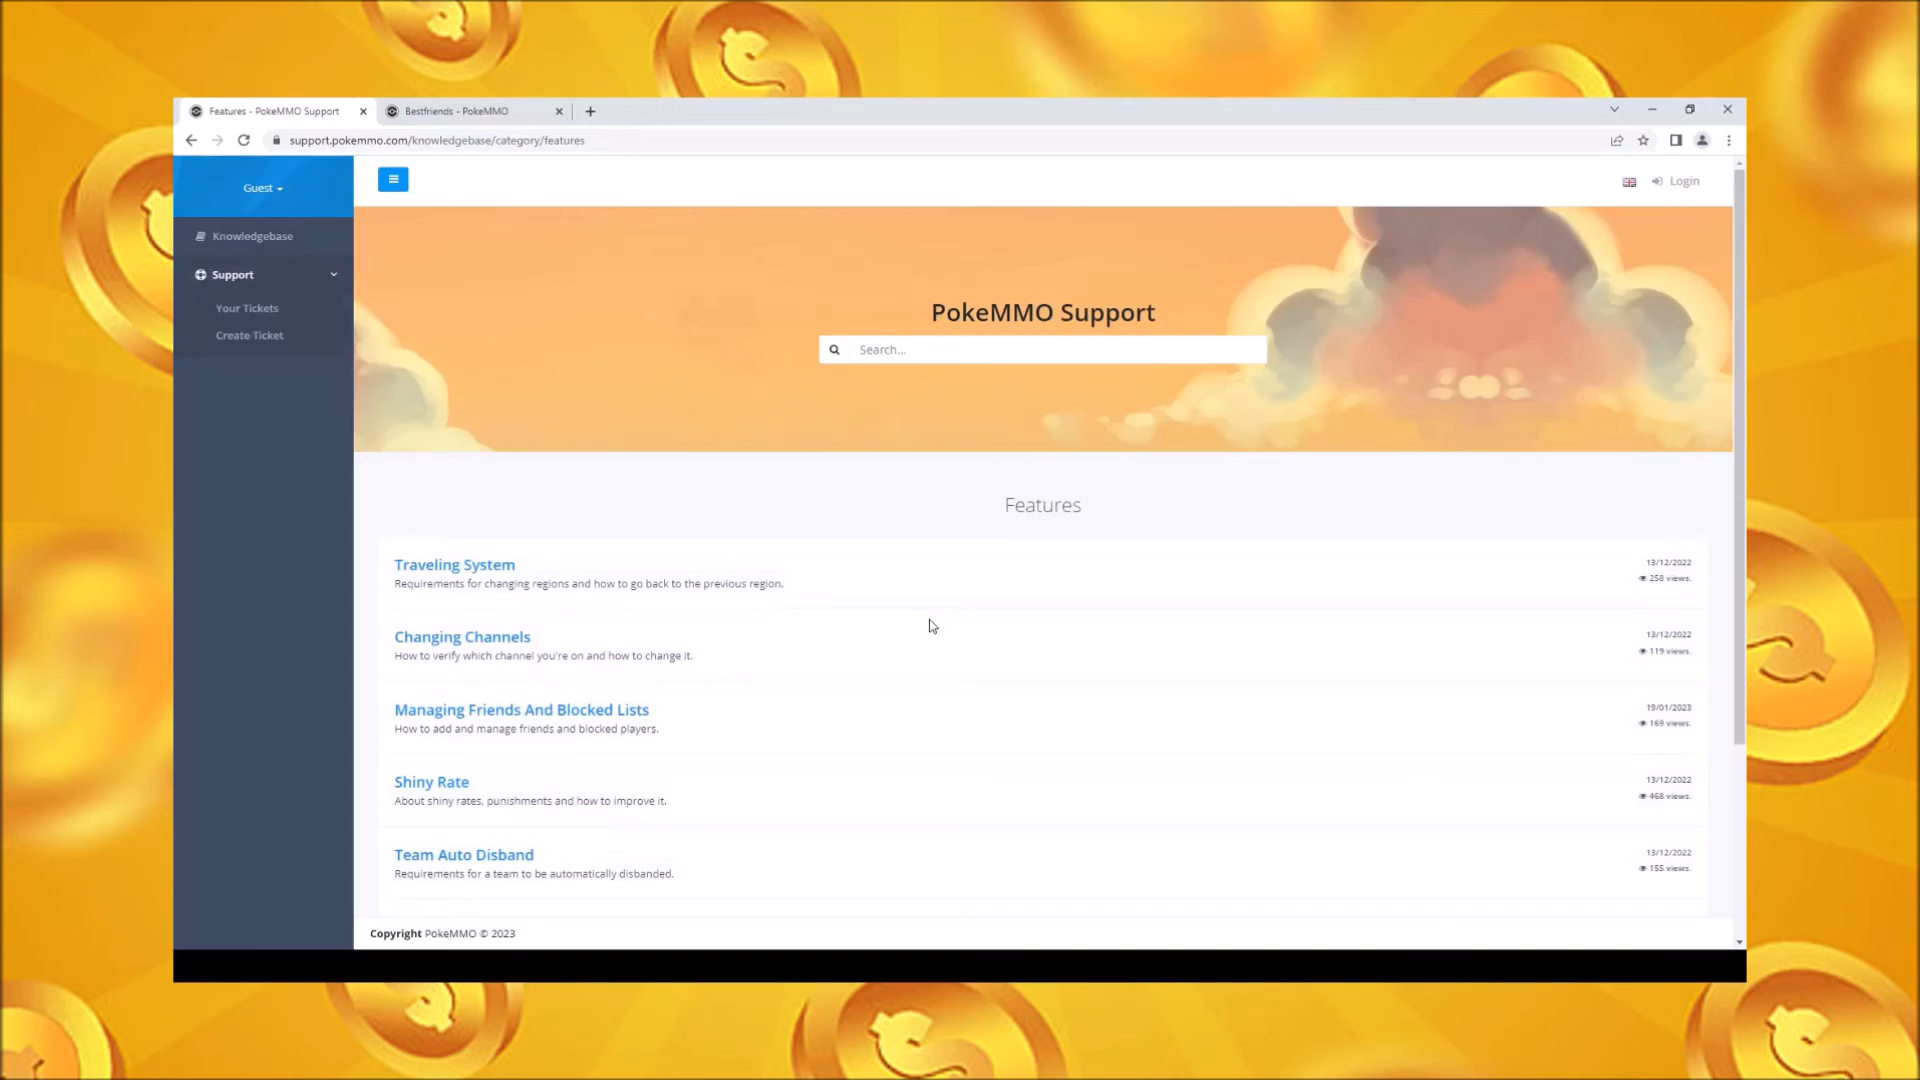 Features - PokeMMO Support
Bestfriends - PokeMMO
support.pokemmo.com/knowledgebase/category/features
Guest
Login
Knowledgebase
Support
Your Tickets
Create Ticket
PokeMMO Support
Search...
Features
Traveling System
Requirements for changing regions and how to go back to the previous region.
13/12/2022
258 views.
Changing Channels
How to verify which channel you're on and how to change it.
13/12/2022
119 views.
Managing Friends And Blocked Lists
How to add and manage friends and blocked players.
19/01/2023
169 views.
Shiny Rate
About shiny rates, punishments and how to improve it.
13/12/2022
468 views.
Team Auto Disband
Requirements for a team to be automatically disbanded.
13/12/2022
155 views.
Copyright PokeMMO © 2023